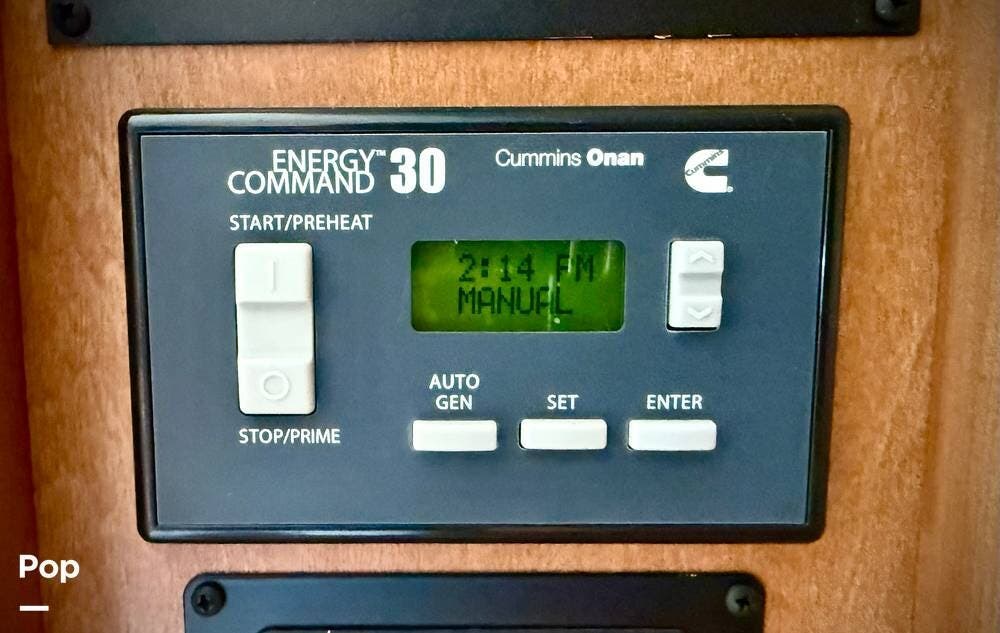 ENERGY™
COMMAND 30
Cummins Onan
Cummins
START/PREHEAT
2:14 PM
MANUAL
AUTO
GEN
SET
ENTER
STOP/PRIME
Pop